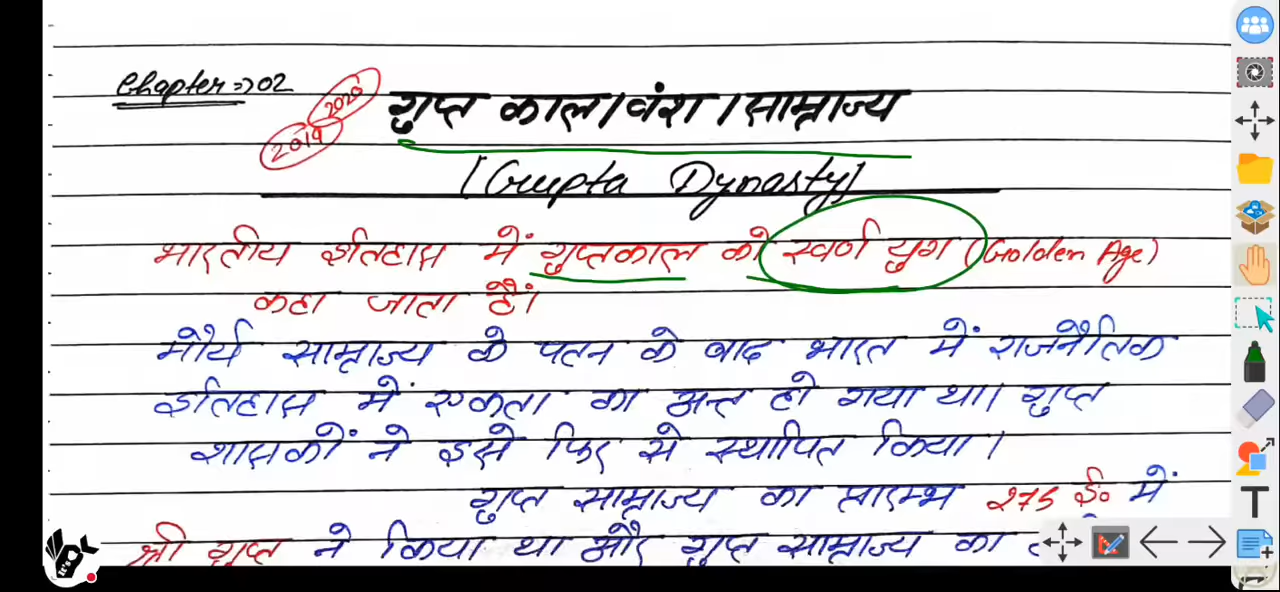 Chapter => 02
2020
2019
गुप्त काल/वंश/साम्राज्य
(Gupta Dynasty)
भारतीय इतिहास में गुप्तकाल को स्वर्ण युग (Golden Age)
कहा जाता हैं।
मौर्य साम्राज्य के पतन के बाद भारत में राजनैतिक
इतिहास में एकता का अन्त हो गया था। गुप्त
शासकों ने इसे फिर से स्थापित किया।
गुप्त साम्राज्य का प्रारम्भ 275 ई० में
श्री गुप्त ने किया था और गुप्त साम्राज्य का